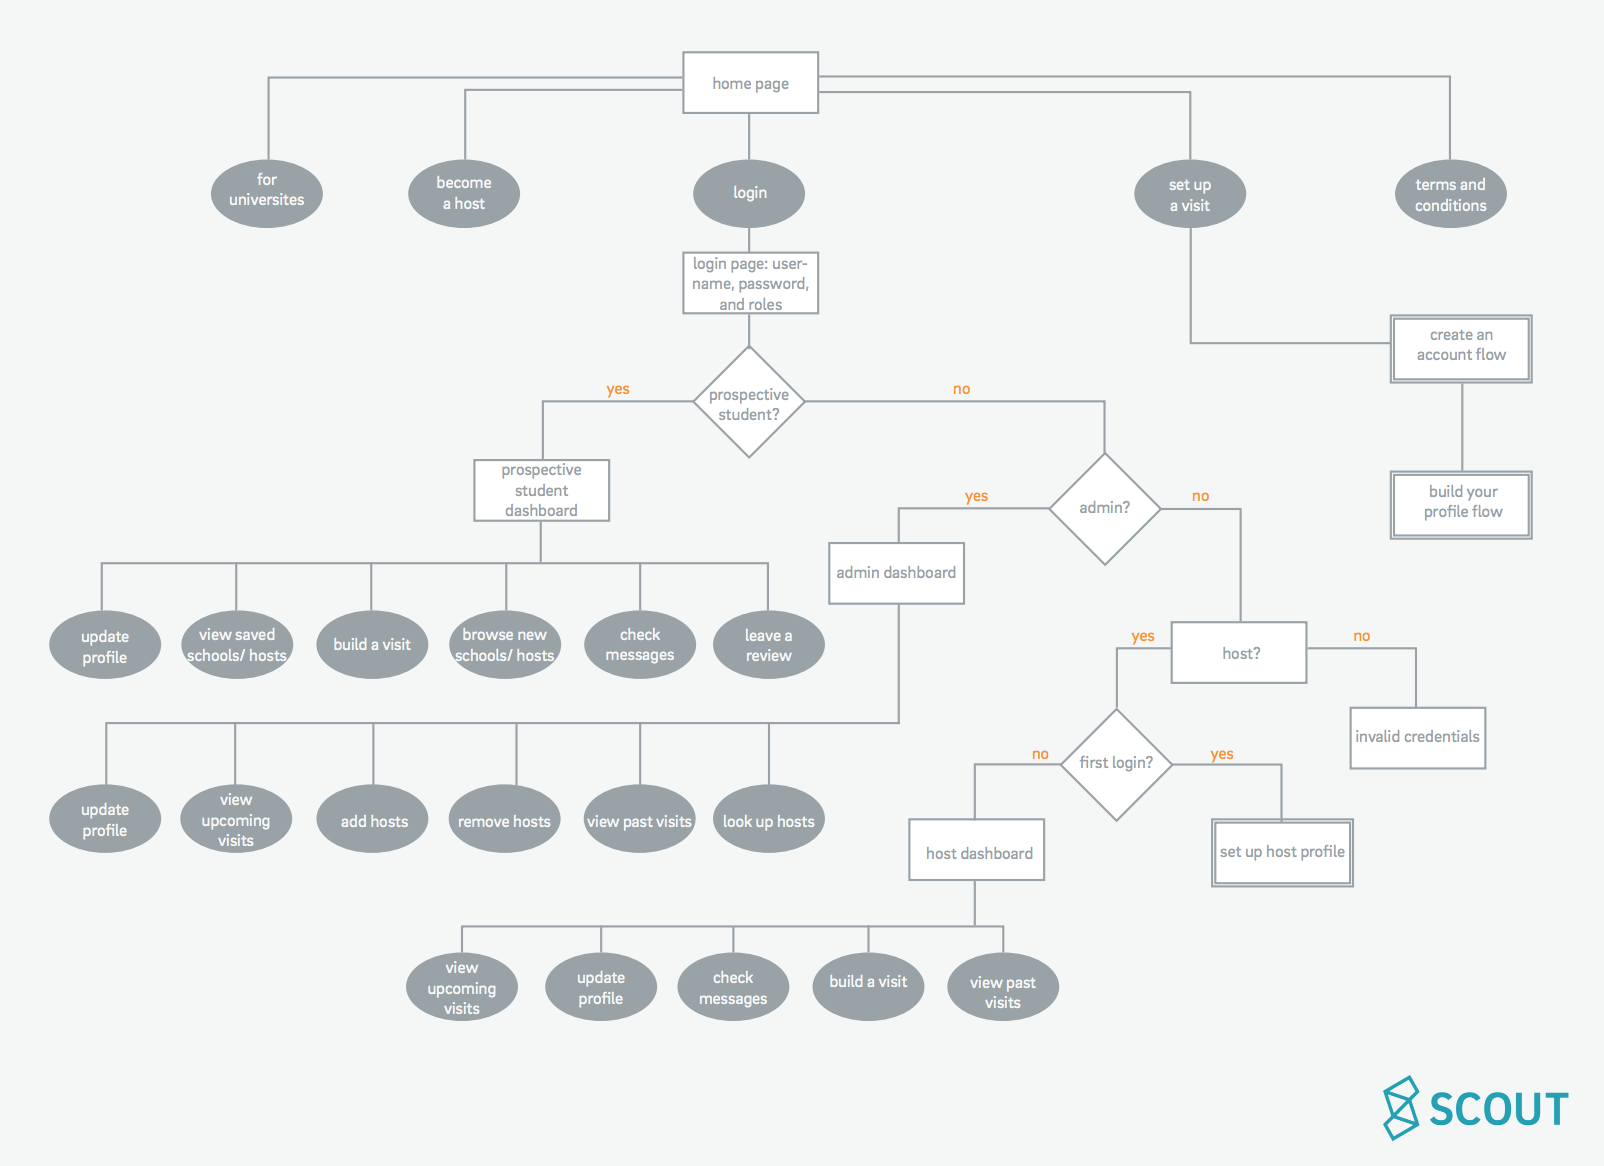 home page
for
universites
become
a host
login
set up
a visit
terms and
conditions
login page: user-
name, password,
and roles
create an
account flow
yes
prospective
student?
no
prospective
student
dashboard
yes
admin?
no
build your
profile flow
admin dashboard
update
profile
view saved
schools/ hosts
build a visit
browse new
schools/ hosts
check
messages
leave a
review
yes
host?
no
invalid credentials
no
first login?
yes
update
profile
view
upcoming
visits
add hosts
remove hosts
view past visits
look up hosts
host dashboard
set up host profile
view
upcoming
visits
update
profile
check
messages
build a visit
view past
visits
SCOUT